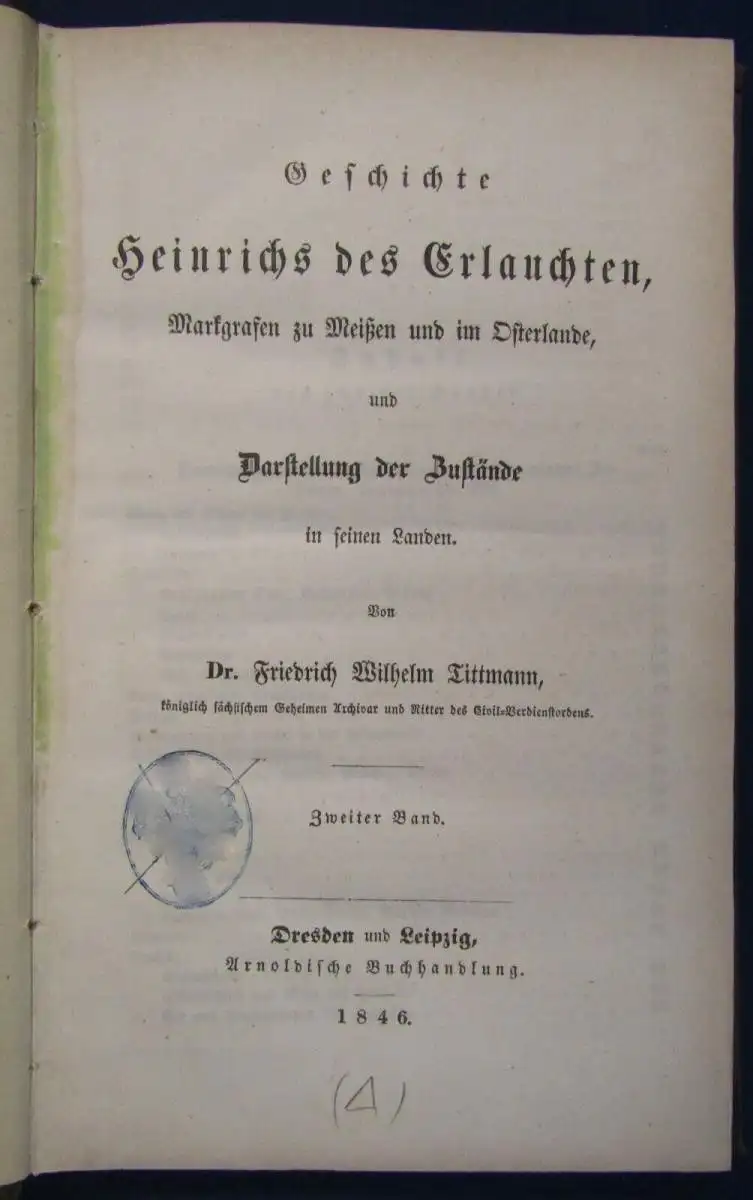 Geschichte
Heinrichs des Erlauchten,
Markgrafen zu Meißen und im Osterlande,
und
Darstellung der Zustände
in seinen Landen.
Von
Dr. Friedrich Wilhelm Tittmann,
königlich sächsischem Geheimen Archivar und Ritter des Civil-Verdienstordens.
Zweiter Band.
Dresden und Leipzig,
Arnoldische Buchhandlung.
1846.